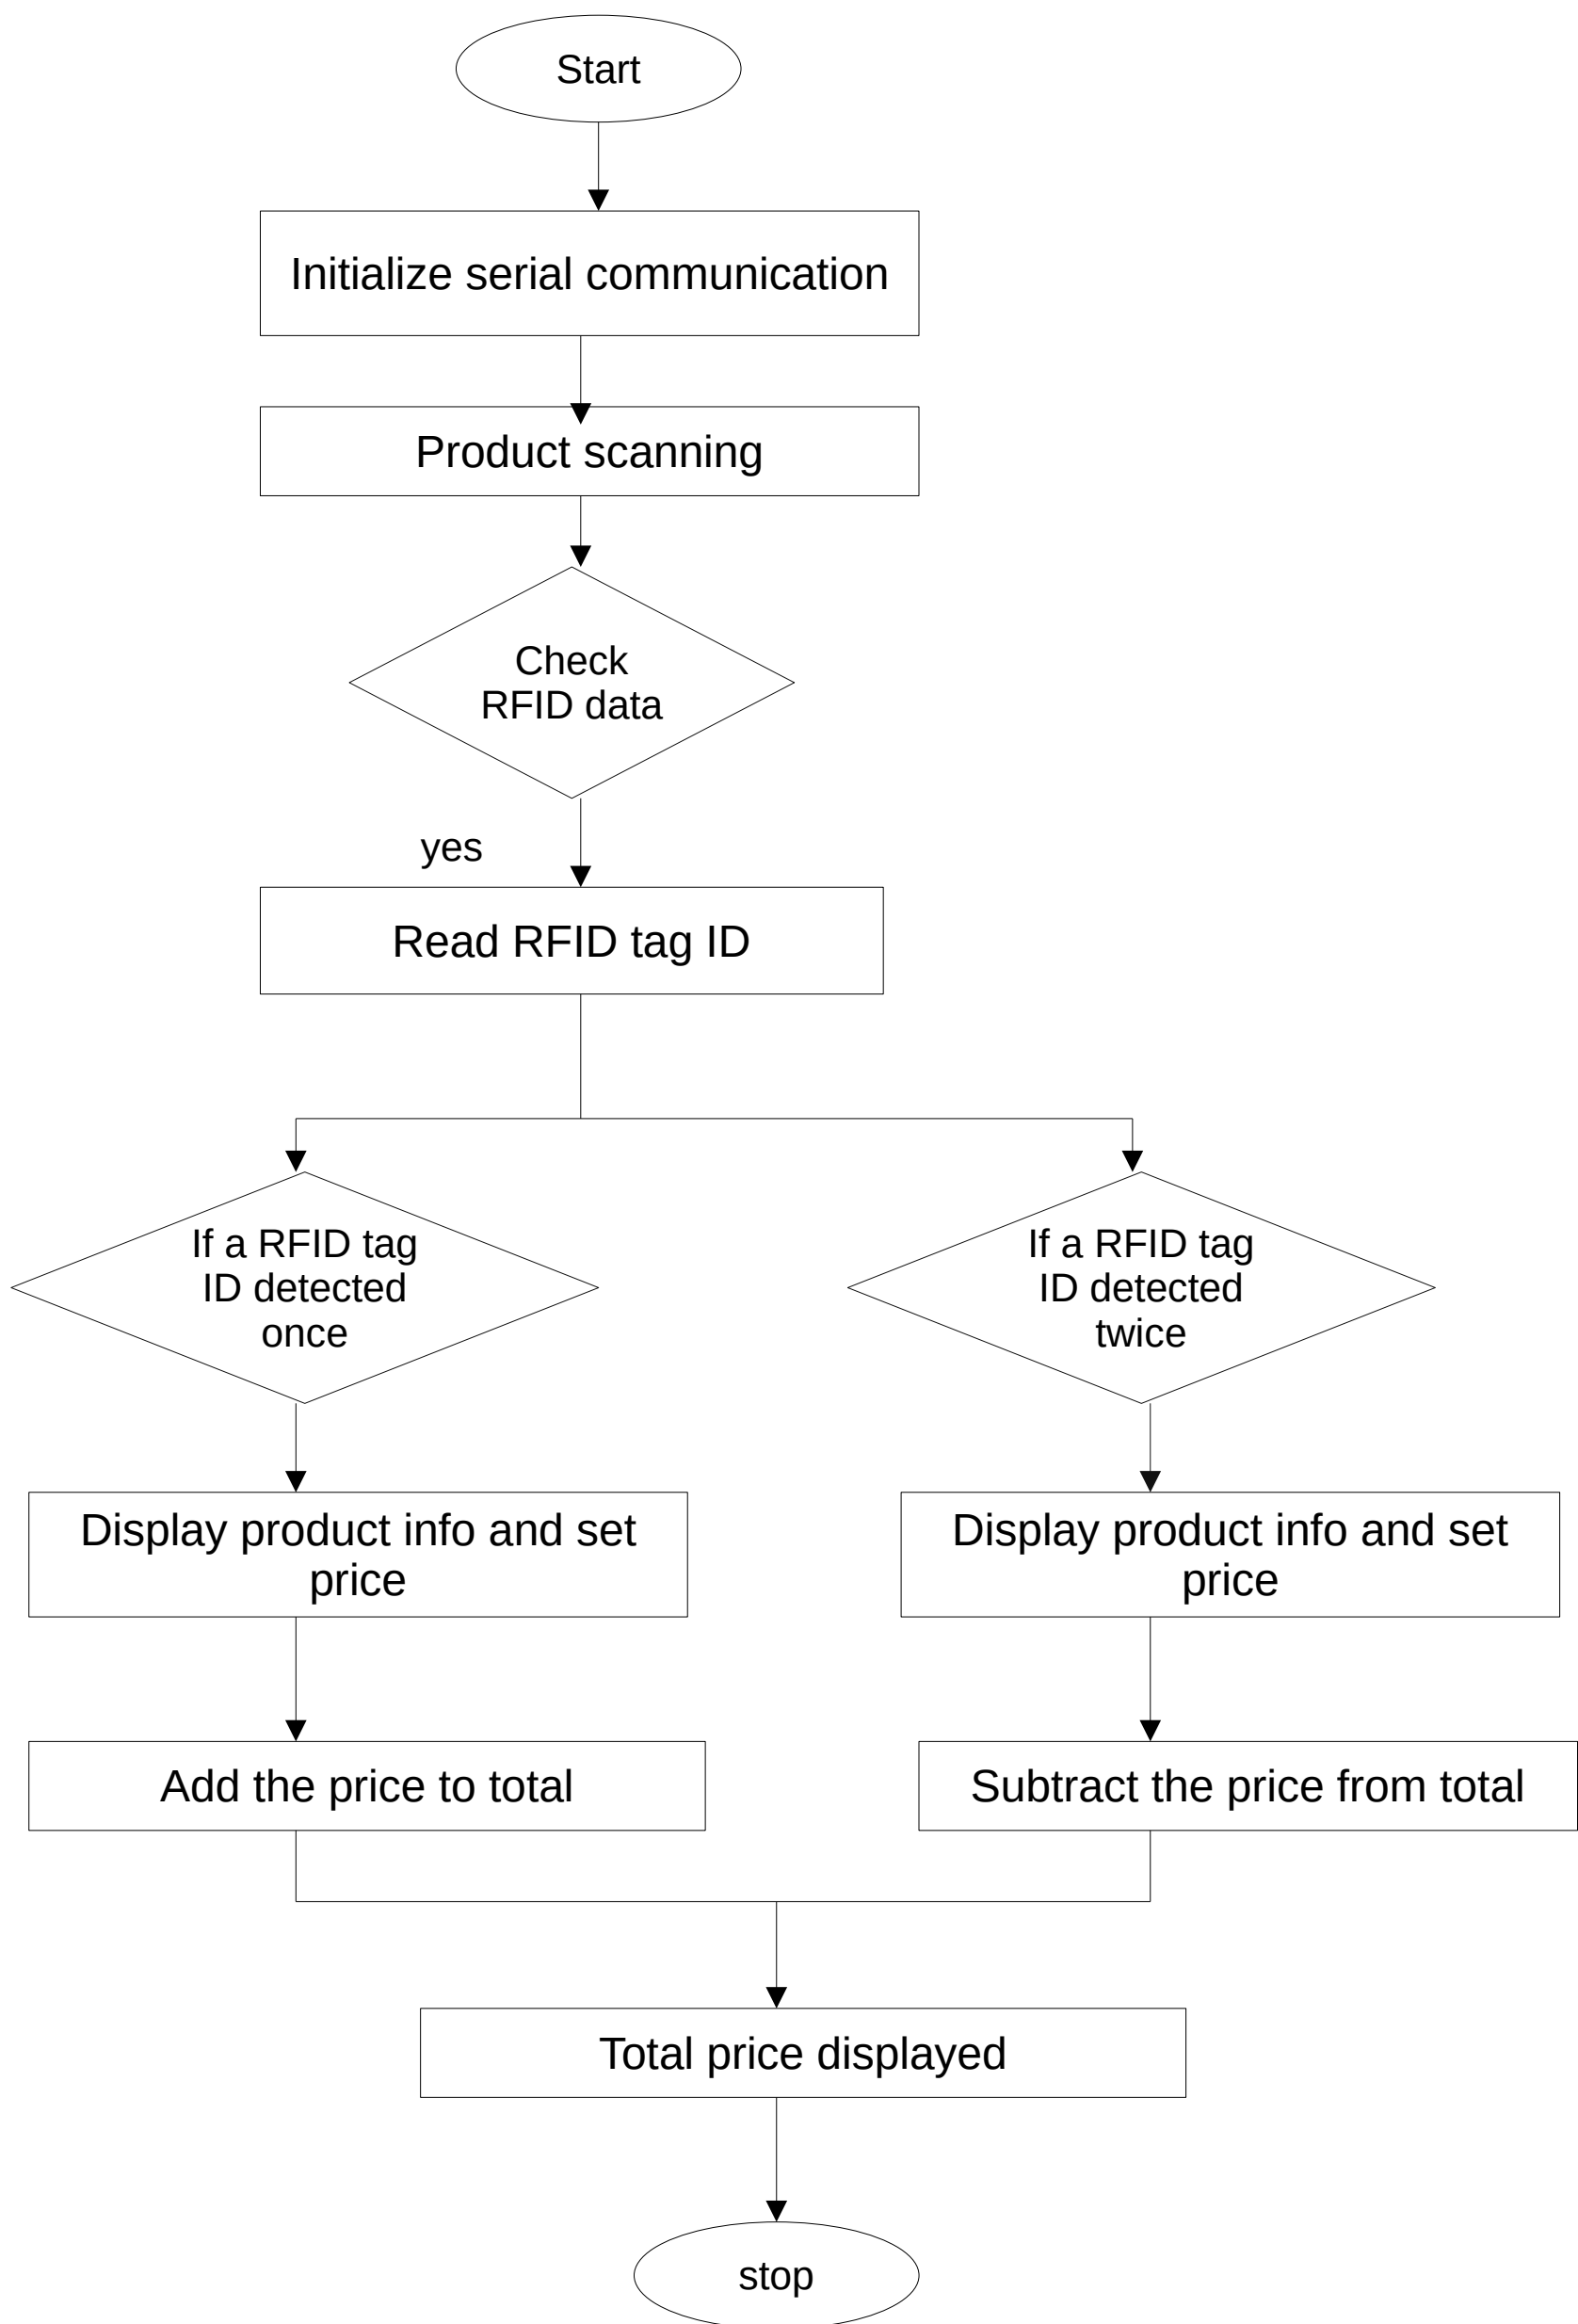 Start
Initialize serial communication
Product scanning
Check
RFID data
yes
Read RFID tag ID
If a RFID tag
ID detected
once
If a RFID tag
ID detected
twice
Display product info and set
price
Display product info and set
price
Add the price to total
Subtract the price from total
Total price displayed
stop